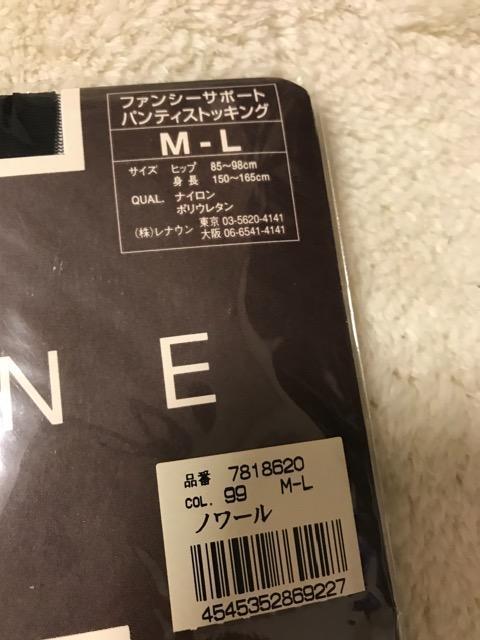 ファンシーサポート
パンティストッキング
M - L
サイズ ヒップ 85〜98cm
身長 150〜165cm
QUAL. ナイロン
ポリウレタン
(株)レナウン 東京 03-5620-4141
大阪 06-6541-4141
N E
品番 7818620
COL. 99 M-L
ノワール
4545352869227